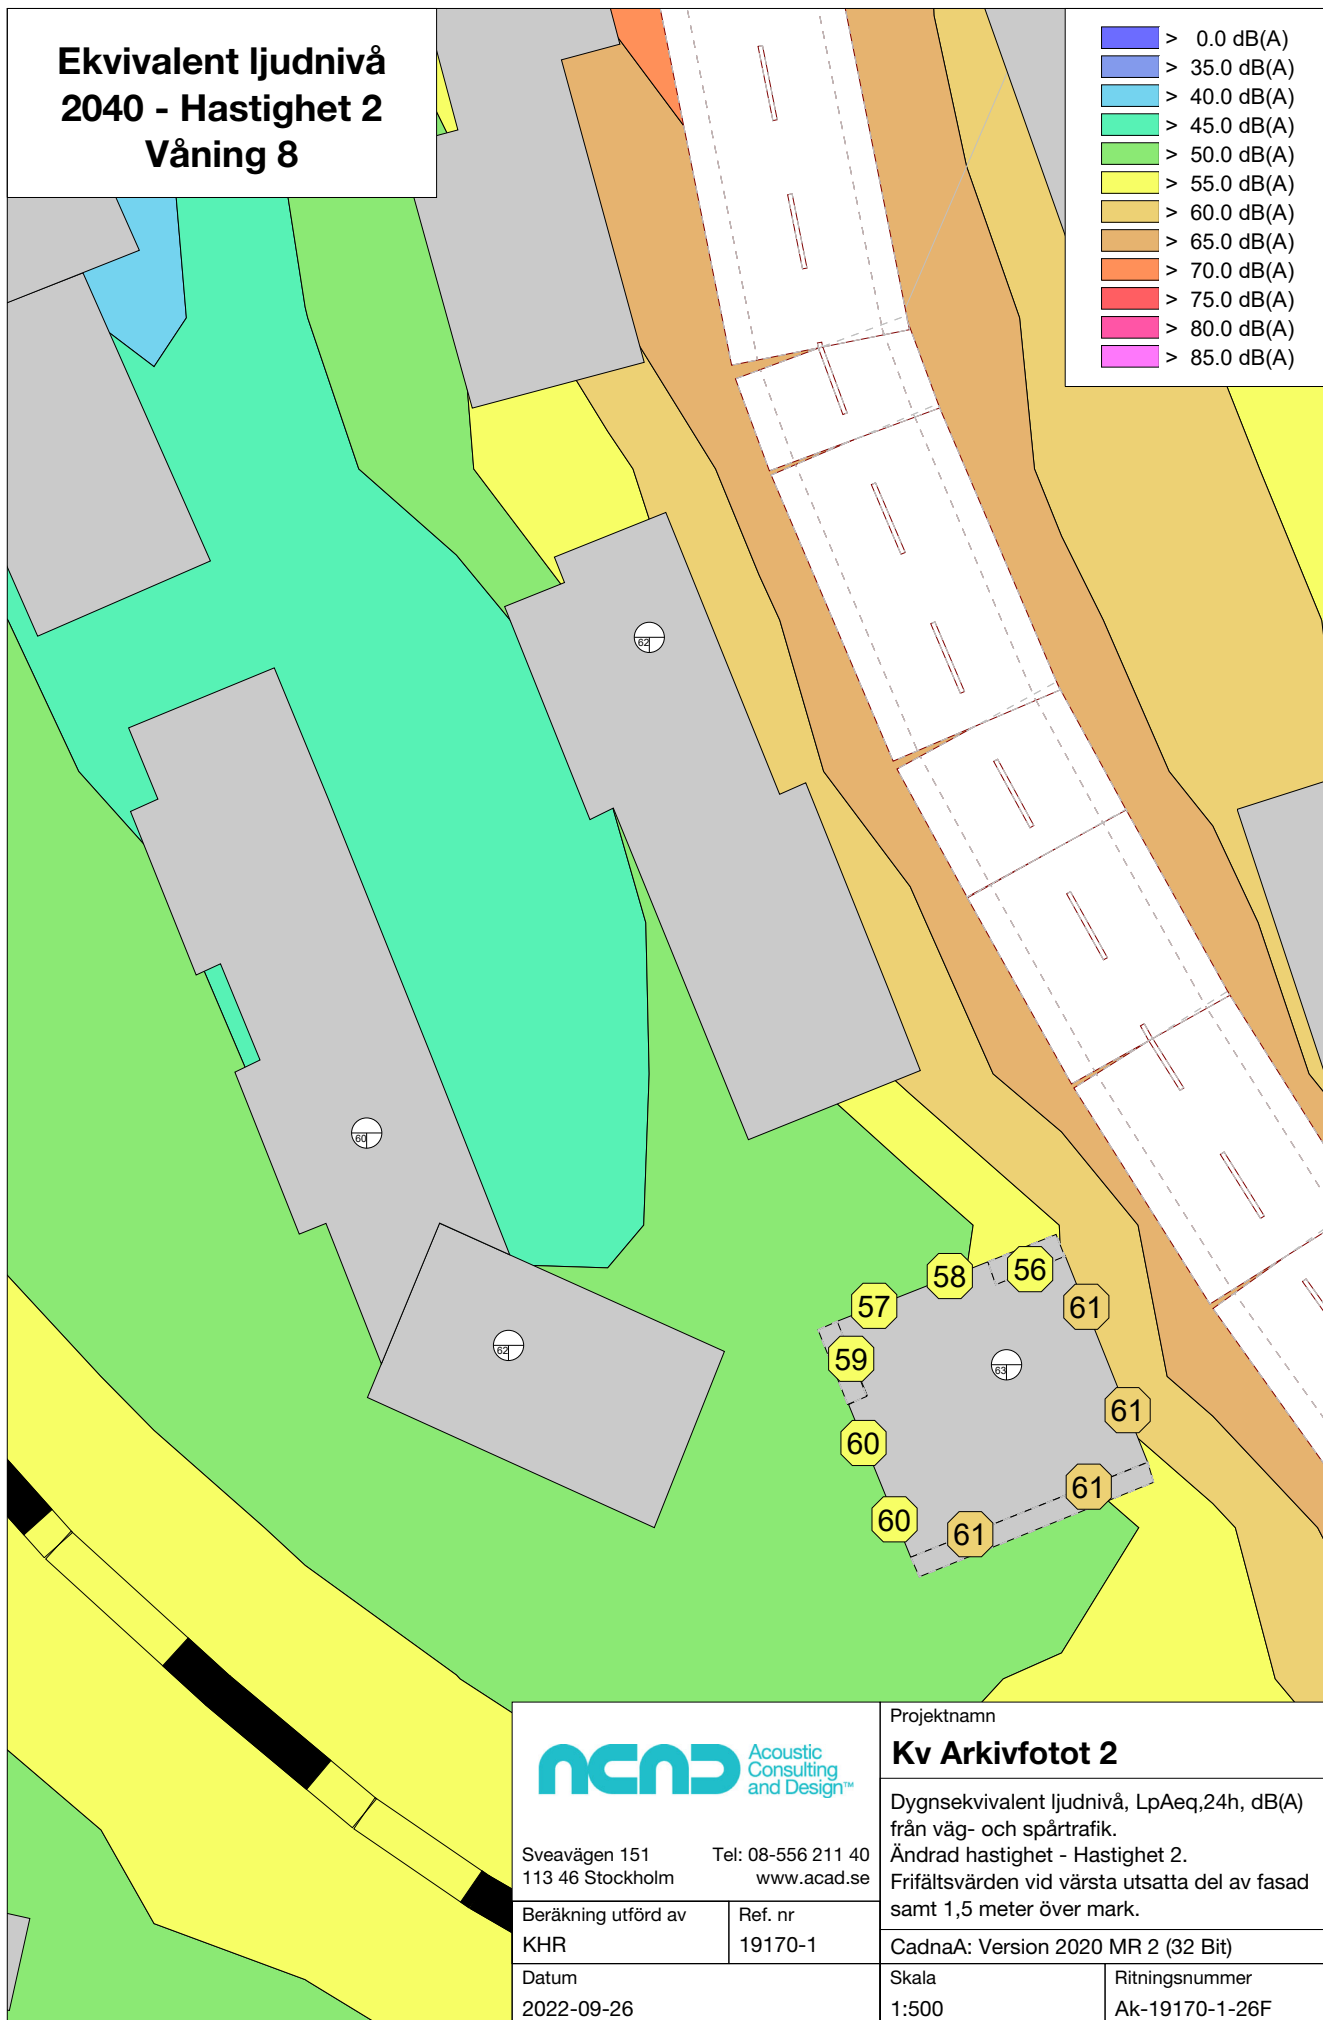 Ekvivalent ljudnivå
2040 - Hastighet 2
Våning 8
> 0.0 dB(A)
> 35.0 dB(A)
> 40.0 dB(A)
> 45.0 dB(A)
> 50.0 dB(A)
> 55.0 dB(A)
> 60.0 dB(A)
> 65.0 dB(A)
> 70.0 dB(A)
> 75.0 dB(A)
> 80.0 dB(A)
> 85.0 dB(A)
62
60
62
63
58
56
57
61
59
61
60
61
60
61
ACAD
Acoustic
Consulting
and Design™
Sveavägen 151
113 46 Stockholm
Tel: 08-556 211 40
www.acad.se
Beräkning utförd av
KHR
Ref. nr
19170-1
Datum
2022-09-26
Projektnamn
Kv Arkivfotot 2
Dygnsekvivalent ljudnivå, LpAeq,24h, dB(A)
från väg- och spårtrafik.
Ändrad hastighet - Hastighet 2.
Frifältsvärden vid värsta utsatta del av fasad
samt 1,5 meter över mark.
CadnaA: Version 2020 MR 2 (32 Bit)
Skala
1:500
Ritningsnummer
Ak-19170-1-26F